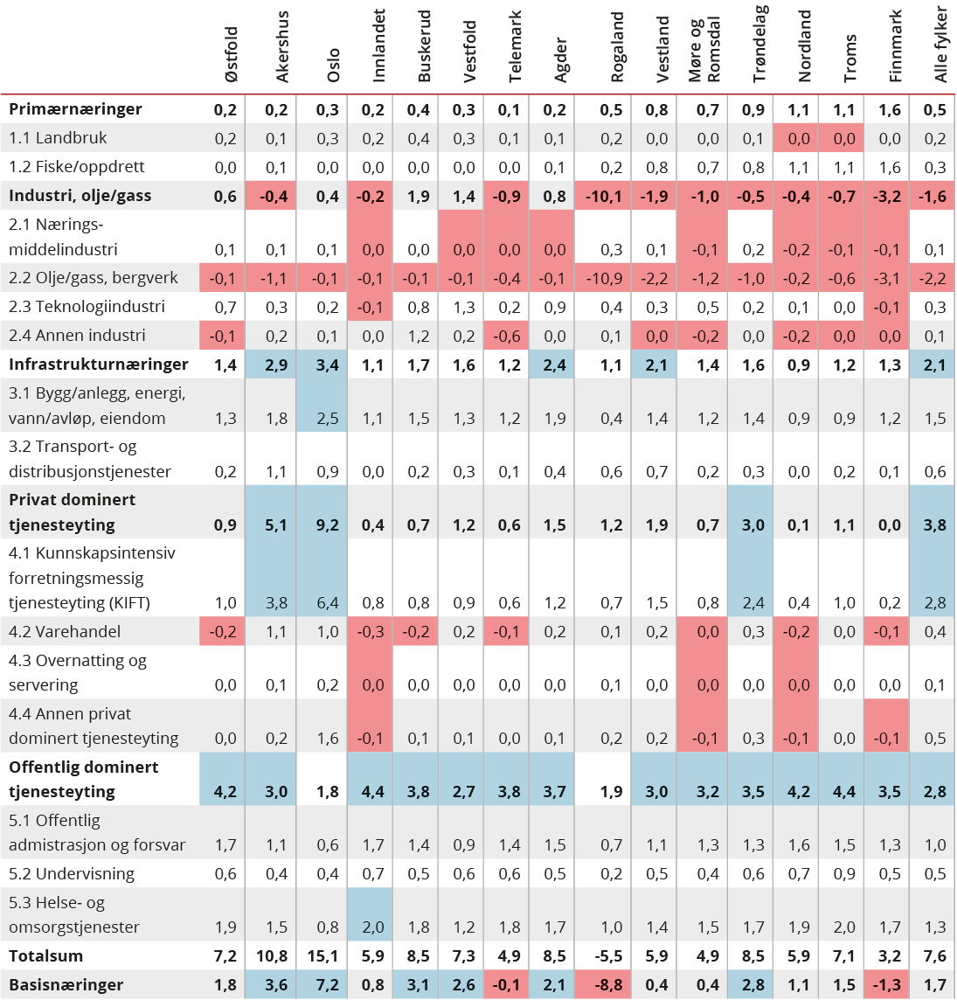 Østfold Akershus Oslo Innlandet Buskerud Vestfold Telemark Agder Rogaland Vestland Møre og Romsdal Trøndelag Nordland Troms Finnmark Alle fylker
Primærnæringer 0,2 0,2 0,3 0,2 0,4 0,3 0,1 0,2 0,5 0,8 0,7 0,9 1,1 1,1 1,6 0,5
1.1 Landbruk 0,2 0,1 0,3 0,2 0,4 0,3 0,1 0,1 0,2 0,0 0,0 0,1 0,0 0,0 0,0 0,2
1.2 Fiske/oppdrett 0,0 0,1 0,0 0,0 0,0 0,0 0,0 0,1 0,2 0,8 0,7 0,8 1,1 1,1 1,6 0,3
Industri, olje/gass 0,6 -0,4 0,4 -0,2 1,9 1,4 -0,9 0,8 -10,1 -1,9 -1,0 -0,5 -0,4 -0,7 -3,2 -1,6
2.1 Nærings-
middelindustri 0,1 0,1 0,1 0,0 0,0 0,0 0,0 0,0 0,3 0,1 -0,1 0,2 -0,2 -0,1 -0,1 0,1
2.2 Olje/gass, bergverk -0,1 -1,1 -0,1 -0,1 -0,1 -0,1 -0,4 -0,1 -10,9 -2,2 -1,2 -1,0 -0,2 -0,6 -3,1 -2,2
2.3 Teknologiindustri 0,7 0,3 0,2 -0,1 0,8 1,3 0,2 0,9 0,4 0,3 0,5 0,2 0,1 0,0 -0,1 0,3
2.4 Annen industri -0,1 0,2 0,1 0,0 1,2 0,2 -0,6 0,0 0,1 0,0 -0,2 0,0 -0,2 0,0 0,0 0,1
Infrastrukturnæringer 1,4 2,9 3,4 1,1 1,7 1,6 1,2 2,4 1,1 2,1 1,4 1,6 0,9 1,2 1,3 2,1
3.1 Bygg/anlegg, energi,
vann/avløp, eiendom 1,3 1,8 2,5 1,1 1,5 1,3 1,2 1,9 0,4 1,4 1,2 1,4 0,9 0,9 1,2 1,5
3.2 Transport- og
distribusjonstjenester 0,2 1,1 0,9 0,0 0,2 0,3 0,1 0,4 0,6 0,7 0,2 0,3 0,0 0,2 0,1 0,6
Privat dominert
tjenesteyting 0,9 5,1 9,2 0,4 0,7 1,2 0,6 1,5 1,2 1,9 0,7 3,0 0,1 1,1 0,0 3,8
4.1 Kunnskapsintensiv
forretningsmessig
tjenesteyting (KIFT) 1,0 3,8 6,4 0,8 0,8 0,9 0,6 1,2 0,7 1,5 0,8 2,4 0,4 1,0 0,2 2,8
4.2 Varehandel -0,2 1,1 1,0 -0,3 -0,2 0,2 -0,1 0,2 0,1 0,2 0,0 0,3 -0,2 0,0 -0,1 0,4
4.3 Overnatting og
servering 0,0 0,1 0,2 0,0 0,0 0,0 0,0 0,0 0,1 0,0 0,0 0,0 0,0 0,0 0,0 0,1
4.4 Annen privat
dominert tjenesteyting 0,0 0,2 1,6 -0,1 0,1 0,1 0,0 0,1 0,2 0,2 -0,1 0,3 -0,1 0,0 -0,1 0,5
Offentlig dominert
tjenesteyting 4,2 3,0 1,8 4,4 3,8 2,7 3,8 3,7 1,9 3,0 3,2 3,5 4,2 4,4 3,5 2,8
5.1 Offentlig
admistrasjon og forsvar 1,7 1,1 0,6 1,7 1,4 0,9 1,4 1,5 0,7 1,1 1,3 1,3 1,6 1,5 1,3 1,0
5.2 Undervisning 0,6 0,4 0,4 0,7 0,5 0,6 0,6 0,5 0,2 0,5 0,4 0,6 0,7 0,9 0,5 0,5
5.3 Helse- og
omsorgstjenester 1,9 1,5 0,8 2,0 1,8 1,2 1,8 1,7 1,0 1,4 1,5 1,7 1,9 2,0 1,7 1,3
Totalsum 7,2 10,8 15,1 5,9 8,5 7,3 4,9 8,5 -5,5 5,9 4,9 8,5 5,9 7,1 3,2 7,6
Basisnæringer 1,8 3,6 7,2 0,8 3,1 2,6 -0,1 2,1 -8,8 0,4 0,4 2,8 1,1 1,5 -1,3 1,7